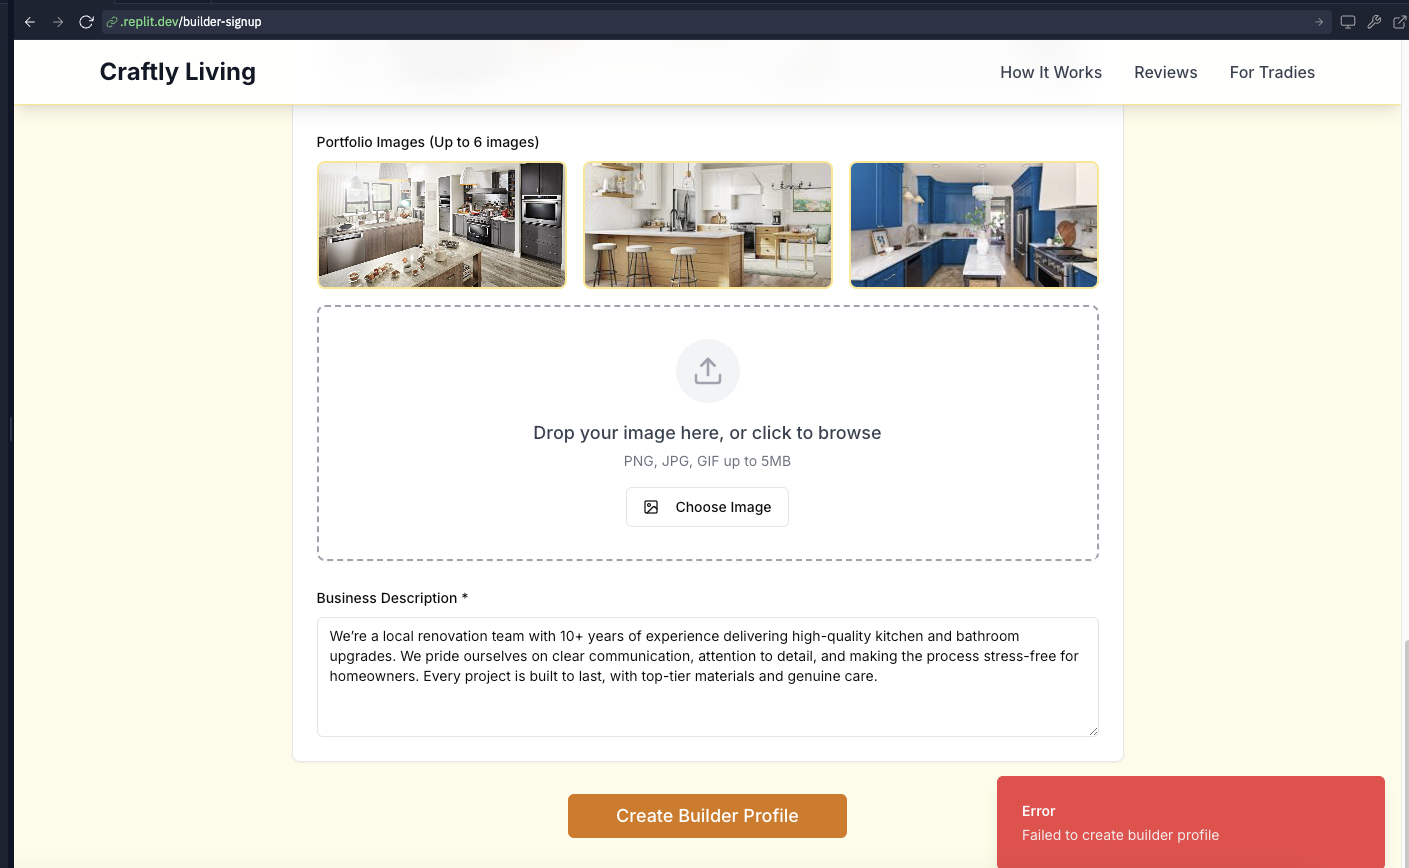 .replit.dev/builder-signup
Craftly Living
How It Works
Reviews
For Tradies
Portfolio Images (Up to 6 images)
Drop your image here, or click to browse
PNG, JPG, GIF up to 5MB
Choose Image
Business Description *
We’re a local renovation team with 10+ years of experience delivering high-quality kitchen and bathroom
upgrades. We pride ourselves on clear communication, attention to detail, and making the process stress-free for
homeowners. Every project is built to last, with top-tier materials and genuine care.
Create Builder Profile
Error
Failed to create builder profile